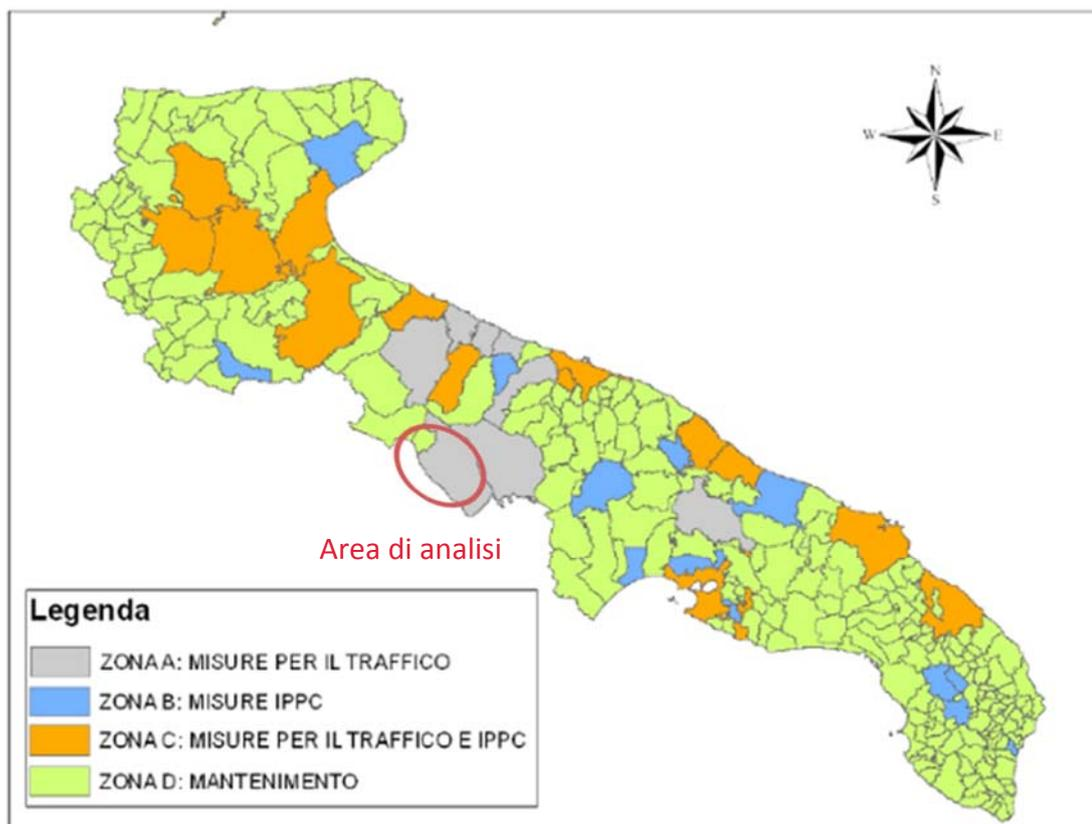 N
W E
S
Area di analisi
Legenda
ZONA A: MISURE PER IL TRAFFICO
ZONA B: MISURE IPPC
ZONA C: MISURE PER IL TRAFFICO E IPPC
ZONA D: MANTENIMENTO